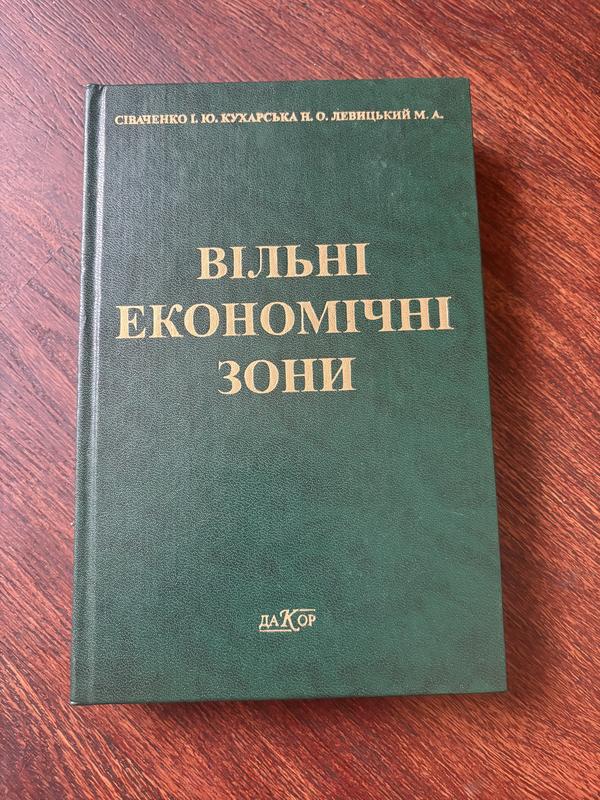 СІВАЧЕНКО І. Ю. КУХАРСЬКА Н. О. ЛЕВИЦЬКИЙ М. А.
ВІЛЬНІ
ЕКОНОМІЧНІ
ЗОНИ
ДАКОР